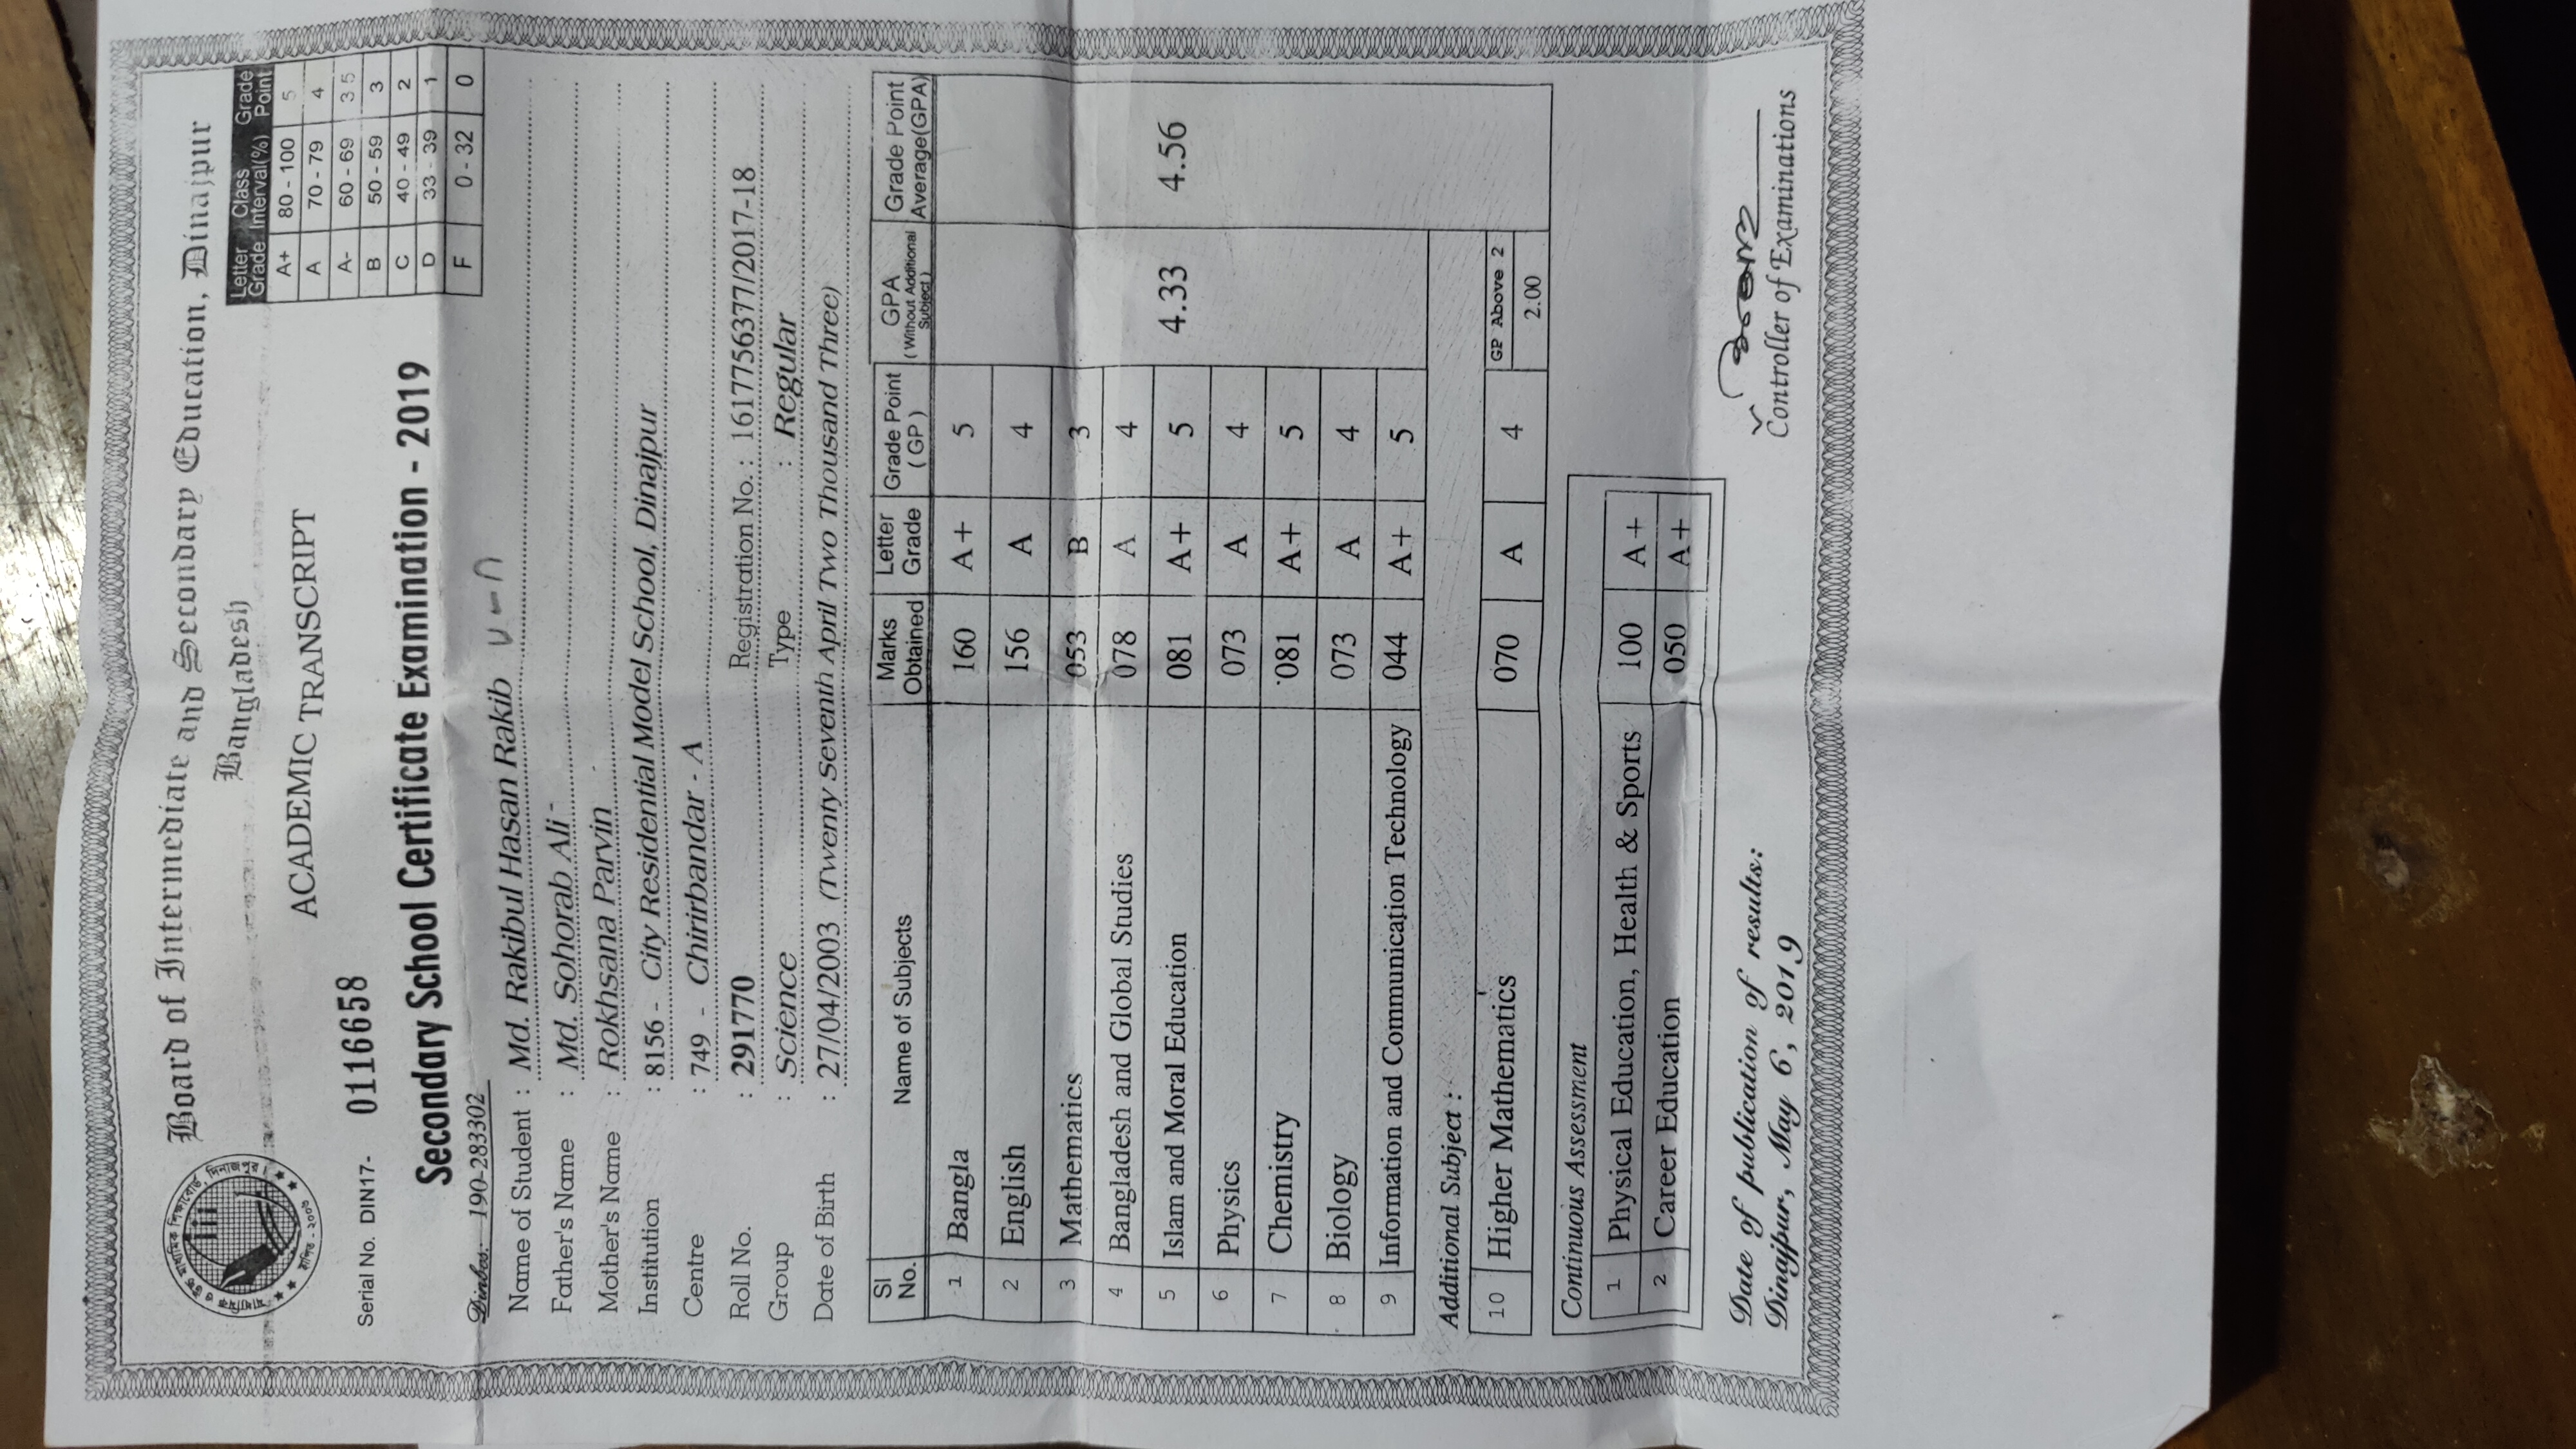 Board of Intermediate and Secondary Education, Dinajpur
Bangladesh
Letter Grade Class Interval(%) Grade Point
A+ 80 - 100 5
A 70 - 79 4
A- 60 - 69 3 5
B 50 - 59 3
C 40 - 49 2
D 33 - 39 1
F 0 - 32 0
ACADEMIC TRANSCRIPT
Serial No. DIN17- 0116658
Secondary School Certificate Examination - 2019
Dinbos: 190-283302
Name of Student : Md. Rakibul Hasan Rakib
Father's Name : Md. Sohorab Ali
Mother's Name : Rokhsana Parvin
Institution : 8156 - City Residential Model School, Dinajpur
Centre : 749 - Chirirbandar - A
Roll No. : 291770 Registration No. : 1617756377/2017-18
Group : Science Type : Regular
Date of Birth : 27/04/2003 (Twenty Seventh April Two Thousand Three)
Sl No. Name of Subjects Marks Obtained Letter Grade Grade Point (GP) GPA (Without Additional Subject) Grade Point Average(GPA)
1 Bangla 160 A+ 5
2 English 156 A 4
3 Mathematics 053 B 3
4 Bangladesh and Global Studies 078 A 4
5 Islam and Moral Education 081 A+ 5 4.33 4.56
6 Physics 073 A 4
7 Chemistry 081 A+ 5
8 Biology 073 A 4
9 Information and Communication Technology 044 A+ 5
Additional Subject :
10 Higher Mathematics 070 A 4 GP Above 2 2.00
Continuous Assessment
1 Physical Education, Health & Sports 100 A+
2 Career Education 050 A+
Date of publication of results:
Dinajpur, May 6, 2019
Controller of Examinations